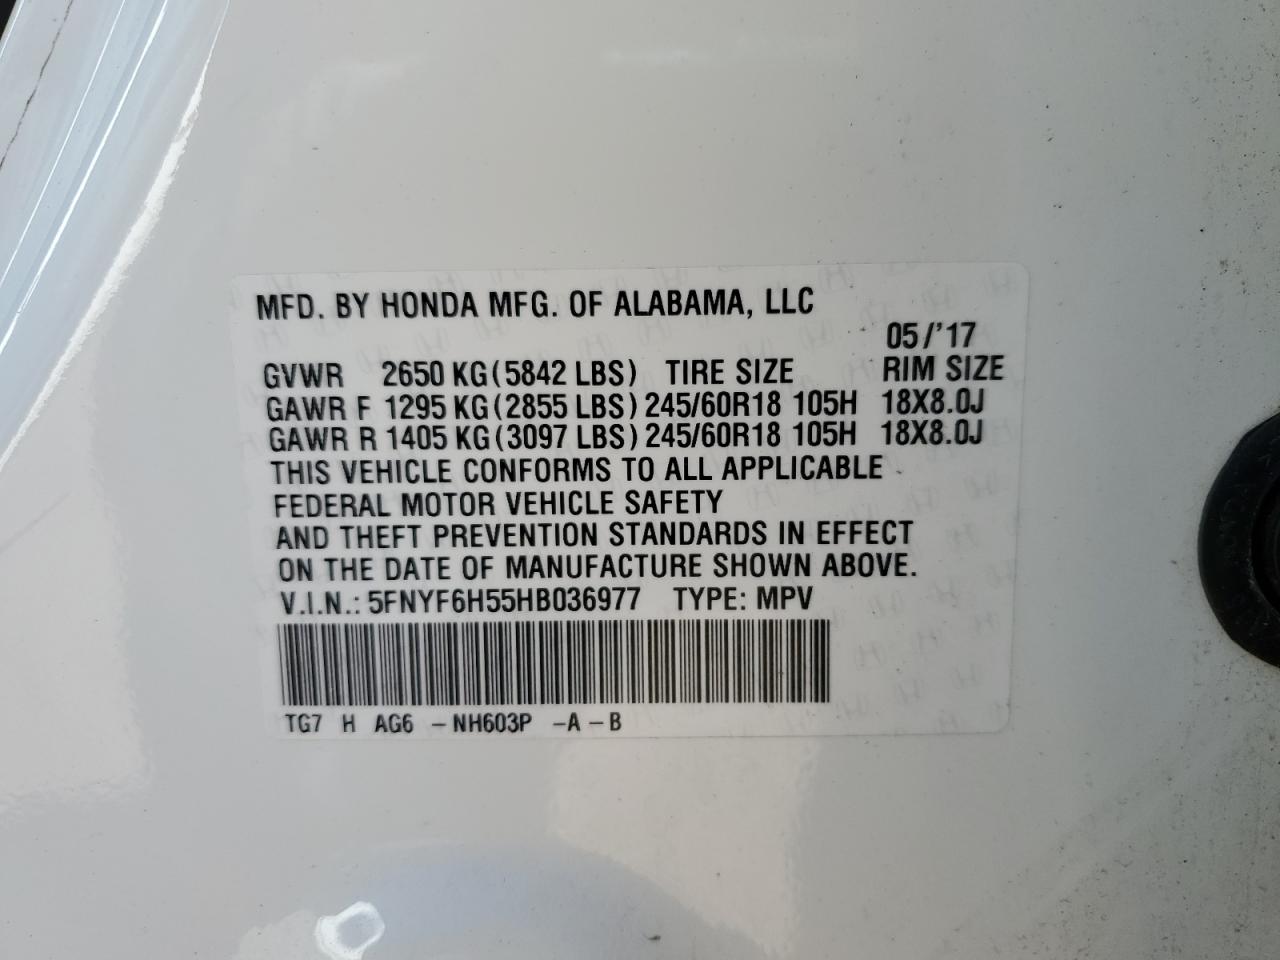 MFD. BY HONDA MFG. OF ALABAMA, LLC
05/'17
GVWR 2650 KG(5842 LBS) TIRE SIZE RIM SIZE
GAWR F 1295 KG(2855 LBS) 245/60R18 105H 18X8.0J
GAWR R 1405 KG(3097 LBS) 245/60R18 105H 18X8.0J
THIS VEHICLE CONFORMS TO ALL APPLICABLE
FEDERAL MOTOR VEHICLE SAFETY
AND THEFT PREVENTION STANDARDS IN EFFECT
ON THE DATE OF MANUFACTURE SHOWN ABOVE.
V.I.N.: 5FNYF6H55HB036977 TYPE: MPV
TG7 H AG6 -NH603P -A-B